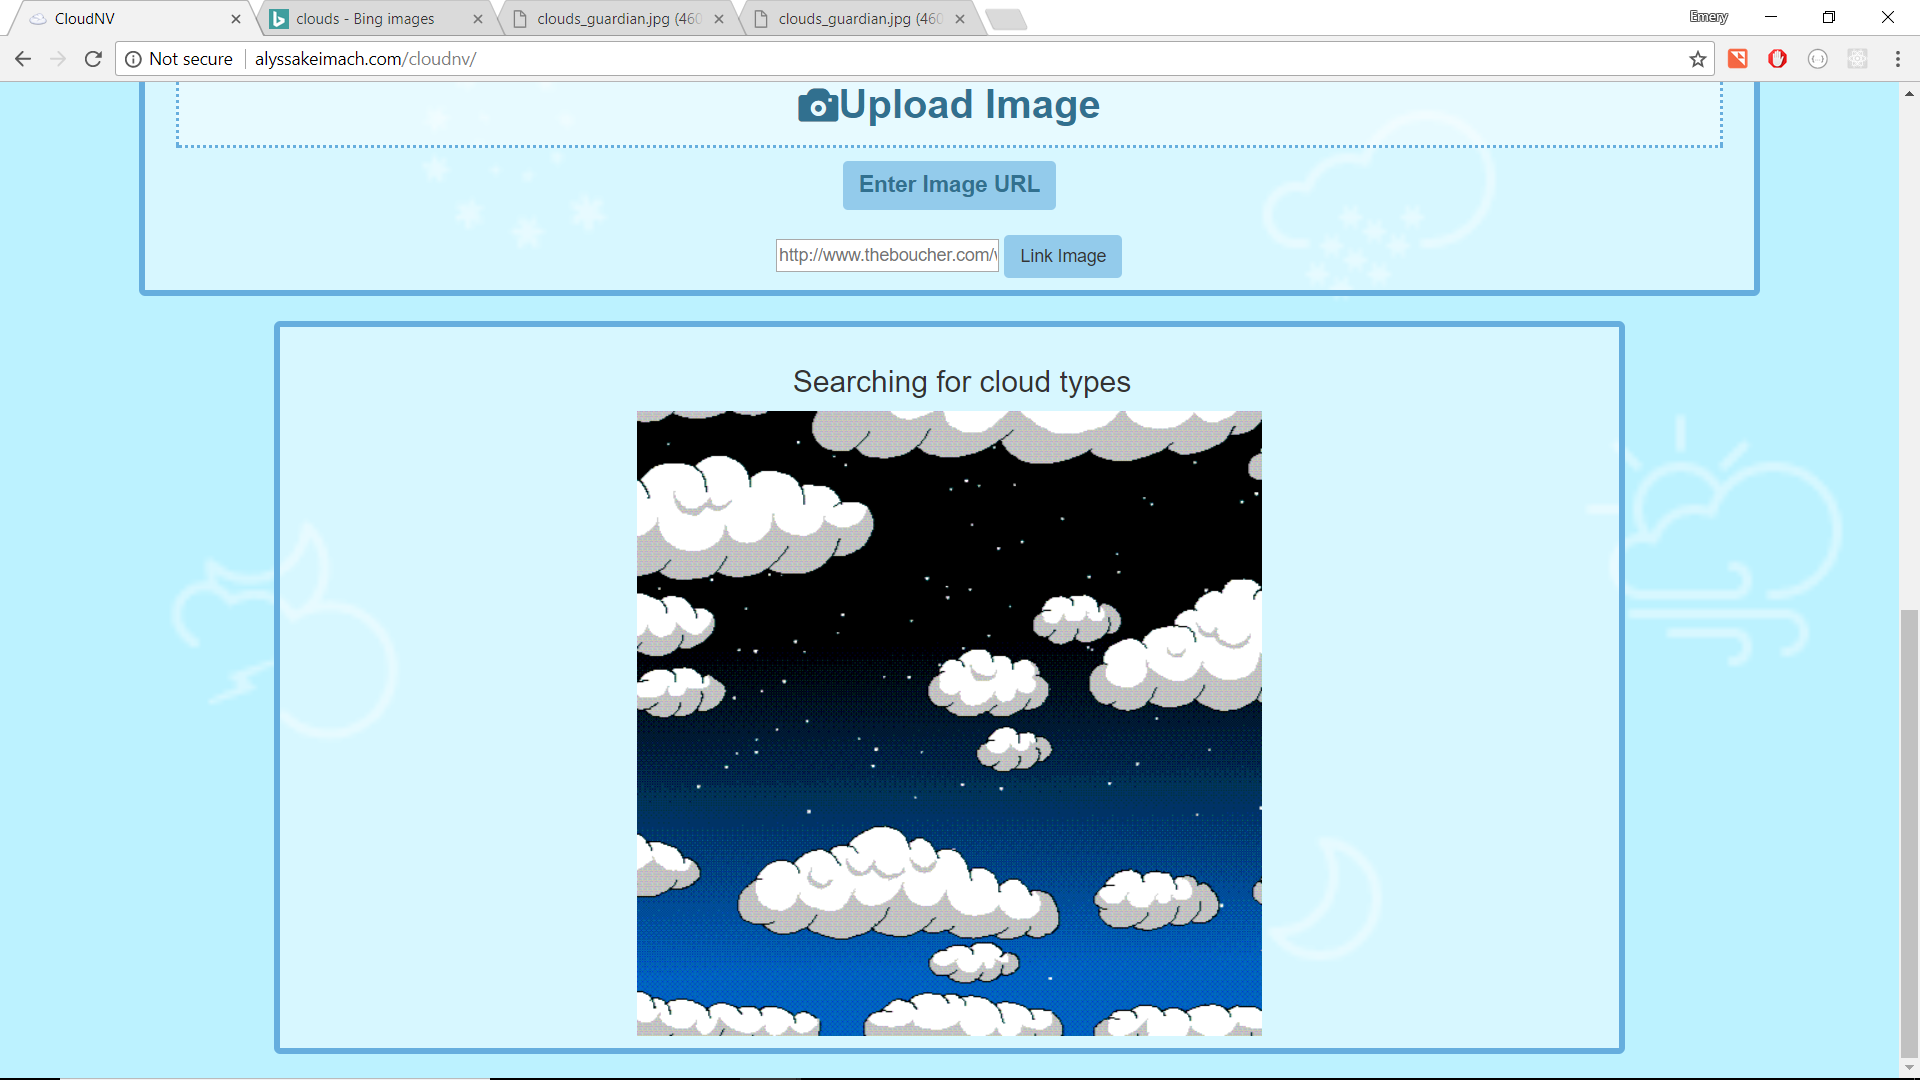 CloudNV
clouds - Bing images
clouds_guardian.jpg (460
clouds_guardian.jpg (460
Emery
Not secure
alyssakeimach.com/cloudnv/
Upload Image
Enter Image URL
http://www.theboucher.com/
Link Image
Searching for cloud types